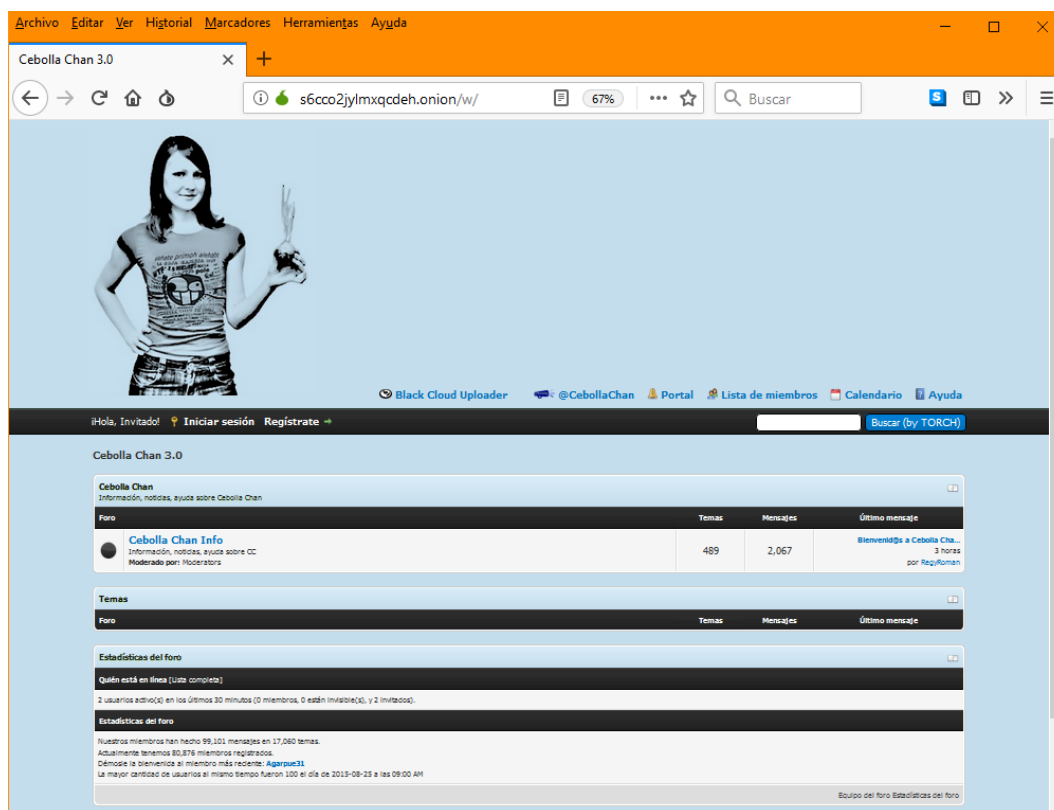 Archivo Editar Ver Historial Marcadores Herramientas Ayuda
Cebolla Chan 3.0
s6cco2jylmxqcdeh.onion/w/ 67% Buscar
Black Cloud Uploader @CebollaChan Portal Lista de miembros Calendario Ayuda
¡Hola, Invitado! Iniciar sesión Regístrate Buscar (by TORCH)
Cebolla Chan 3.0
Cebolla Chan
Información, noticias, ayuda sobre Cebolla Chan
Foro Temas Mensajes Último mensaje
Cebolla Chan Info
Información, noticias, ayuda sobre CC
Moderado por: Moderators
489 2,067
Bienvenid@s a Cebolla Cha...
3 horas
por RegyRoman
Temas
Foro Temas Mensajes Último mensaje
Estadísticas del foro
Quién está en línea [Lista completa]
2 usuarios activo(s) en los últimos 30 minutos (0 miembros, 0 están invisible(s), y 2 invitados).
Estadísticas del foro
Nuestros miembros han hecho 99,101 mensajes en 17,060 temas.
Actualmente tenemos 80,876 miembros registrados.
Démosle la bienvenida al miembro más reciente: Agarpue31
La mayor cantidad de usuarios al mismo tiempo fueron 100 el día de 2015-08-25 a las 09:00 AM
Equipo del foro Estadísticas del foro